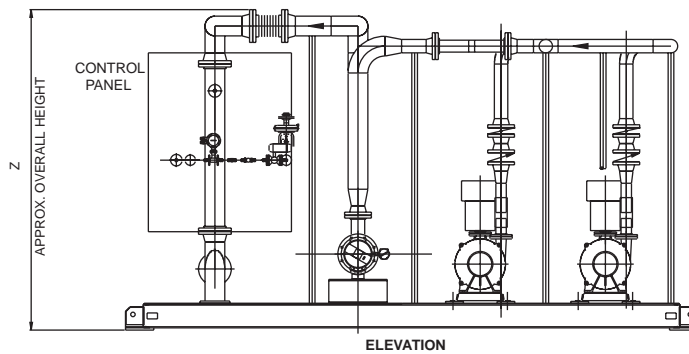 CONTROL
PANEL
Z
APPROX. OVERALL HEIGHT
ELEVATION